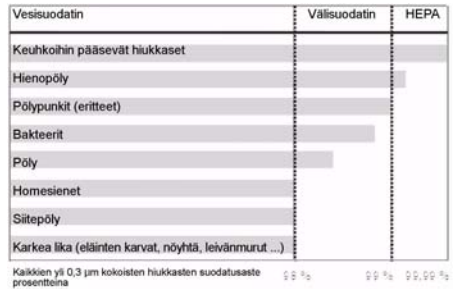 Vesisuodatin Välisuodatin HEPA
Keuhkoihin pääsevät hiukkaset
Hienopöly
Pölypunkit (eritteet)
Bakteerit
Pöly
Homesienet
Siitepöly
Karkea lika (eläinten karvat, nöyhtä, leivänmurut ...)
Kaikkien yli 0,3 µm kokoisten hiukkasten suodatusaste
prosentteina